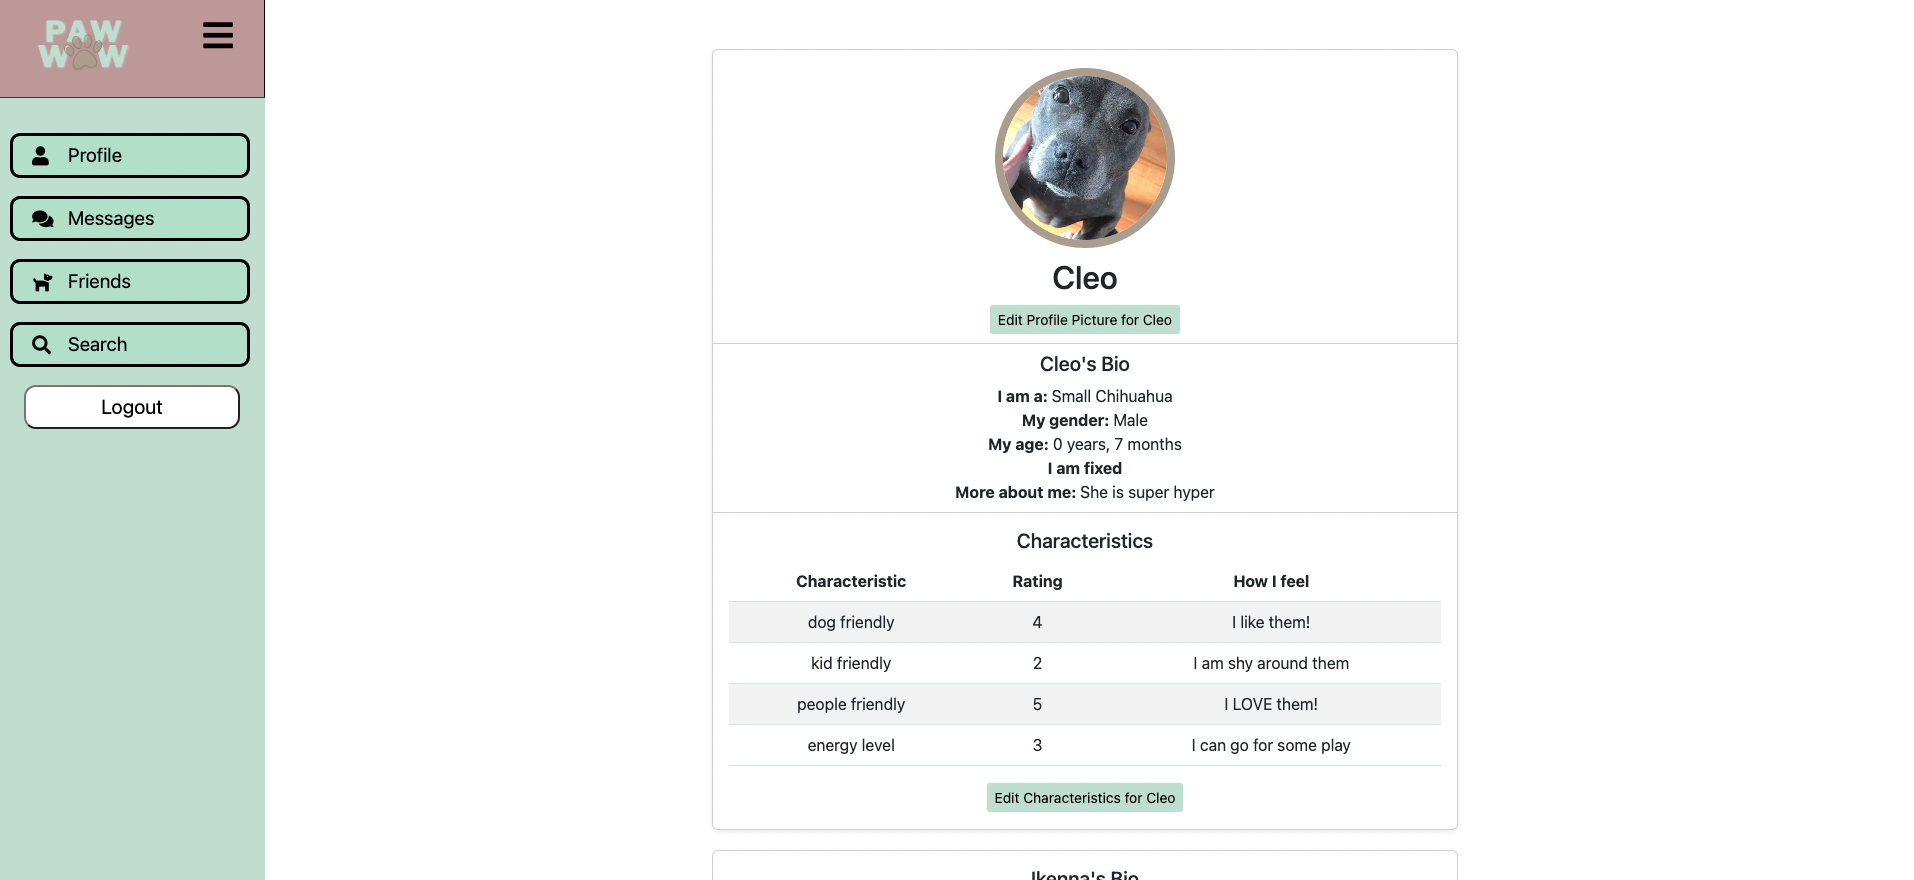 PAW
WOW
Profile
Messages
Friends
Search
Logout
Cleo
Edit Profile Picture for Cleo
Cleo's Bio
I am a: Small Chihuahua
My gender: Male
My age: 0 years, 7 months
I am fixed
More about me: She is super hyper
Characteristics
Characteristic Rating How I feel
dog friendly 4 I like them!
kid friendly 2 I am shy around them
people friendly 5 I LOVE them!
energy level 3 I can go for some play
Edit Characteristics for Cleo
Ikenna's Bio